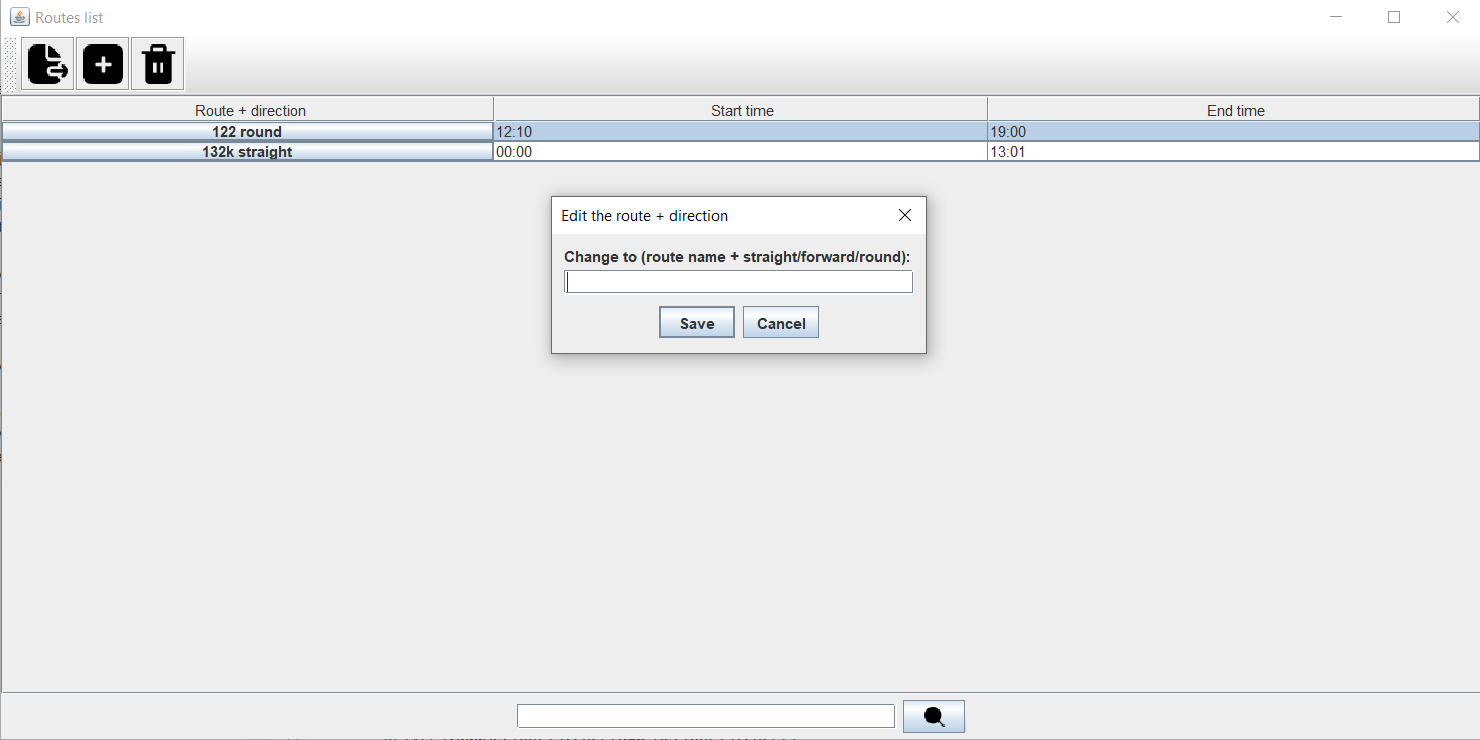 Routes list
Route + direction Start time End time
122 round 12:10 19:00
132k straight 00:00 13:01
Edit the route + direction
Change to (route name + straight/forward/round):
Save Cancel